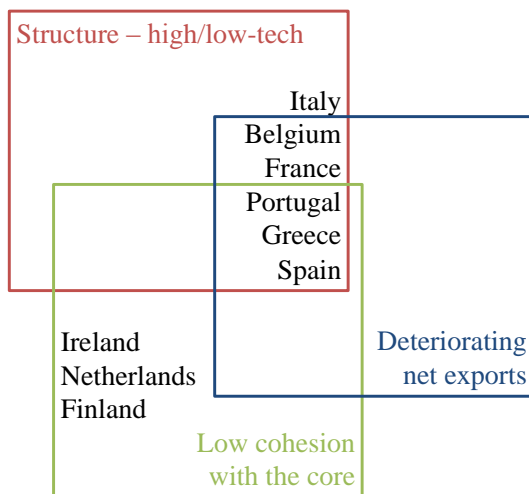 Structure – high/low-tech
Italy
Belgium
France
Portugal
Greece
Spain
Ireland
Netherlands
Finland
Deteriorating
net exports
Low cohesion
with the core